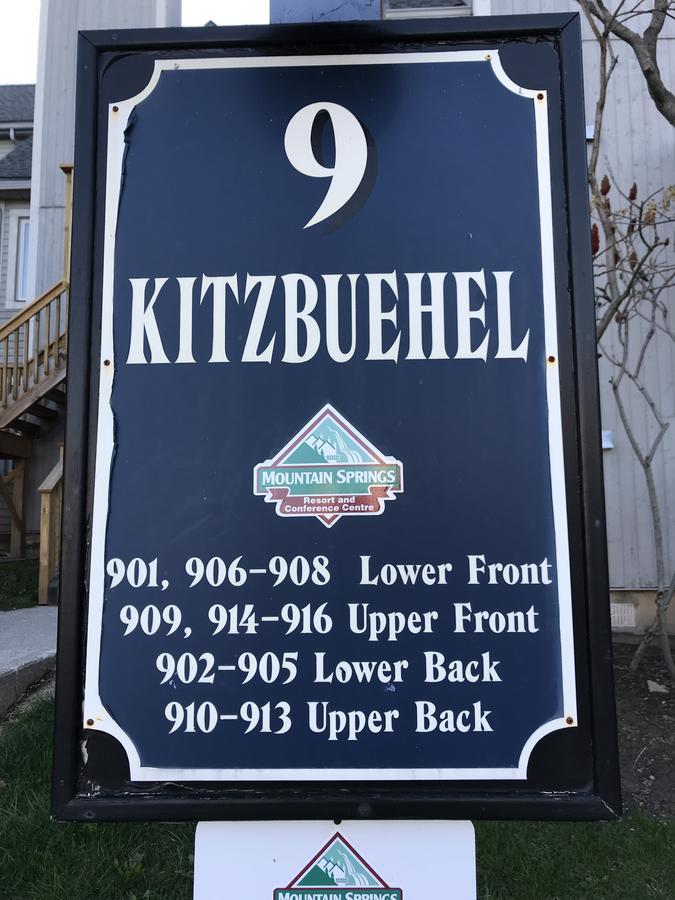 9
KITZBUEHEL
MOUNTAIN SPRINGS
Resort and
Conference Centre
901, 906-908 Lower Front
909, 914-916 Upper Front
902-905 Lower Back
910-913 Upper Back
MOUNTAIN SPRINGS